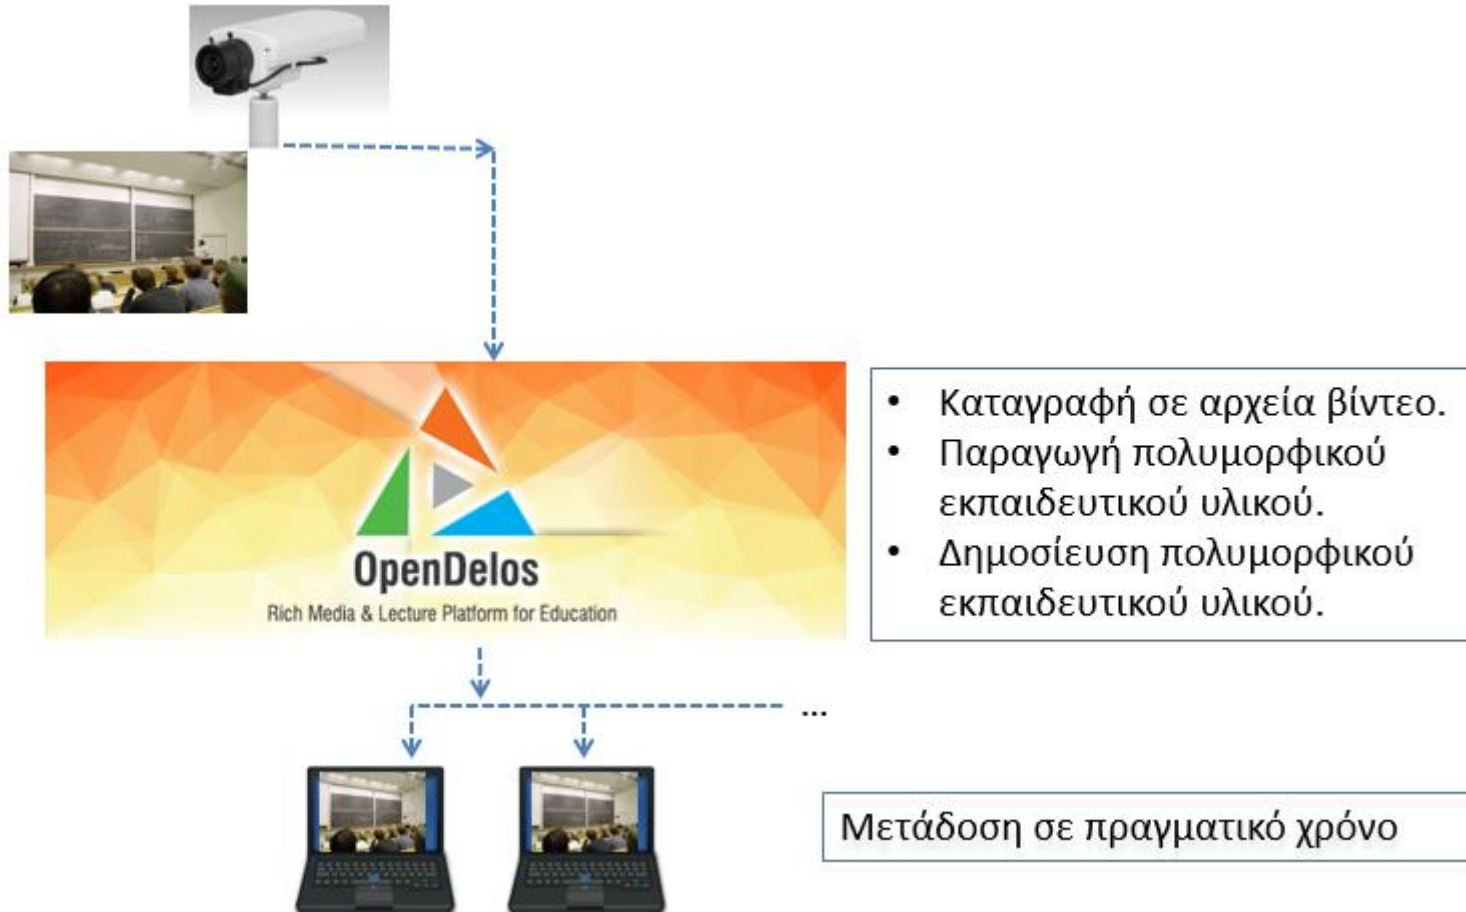 OpenDelos
Rich Media & Lecture Platform for Education
• Καταγραφή σε αρχεία βίντεο.
• Παραγωγή πολυμορφικού
εκπαιδευτικού υλικού.
• Δημοσίευση πολυμορφικού
εκπαιδευτικού υλικού.
...
Μετάδοση σε πραγματικό χρόνο